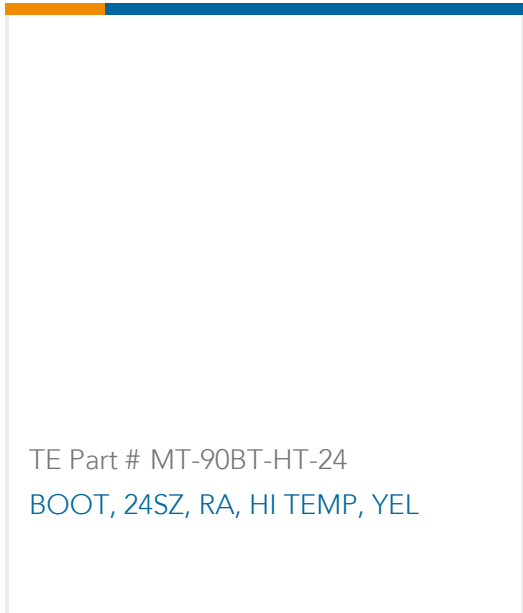 TE Part # MT-90BT-HT-24
BOOT, 24SZ, RA, HI TEMP, YEL